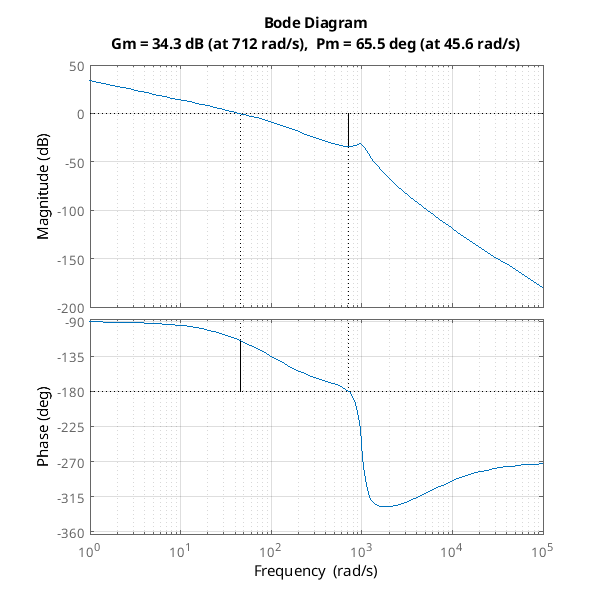 Bode Diagram
Gm = 34.3 dB (at 712 rad/s),  Pm = 65.5 deg (at 45.6 rad/s)
50
0
-50
-100
-150
-200
Magnitude (dB)
-90
-135
-180
-225
-270
-315
-360
Phase (deg)
10^0 10^1 10^2 10^3 10^4 10^5
Frequency  (rad/s)